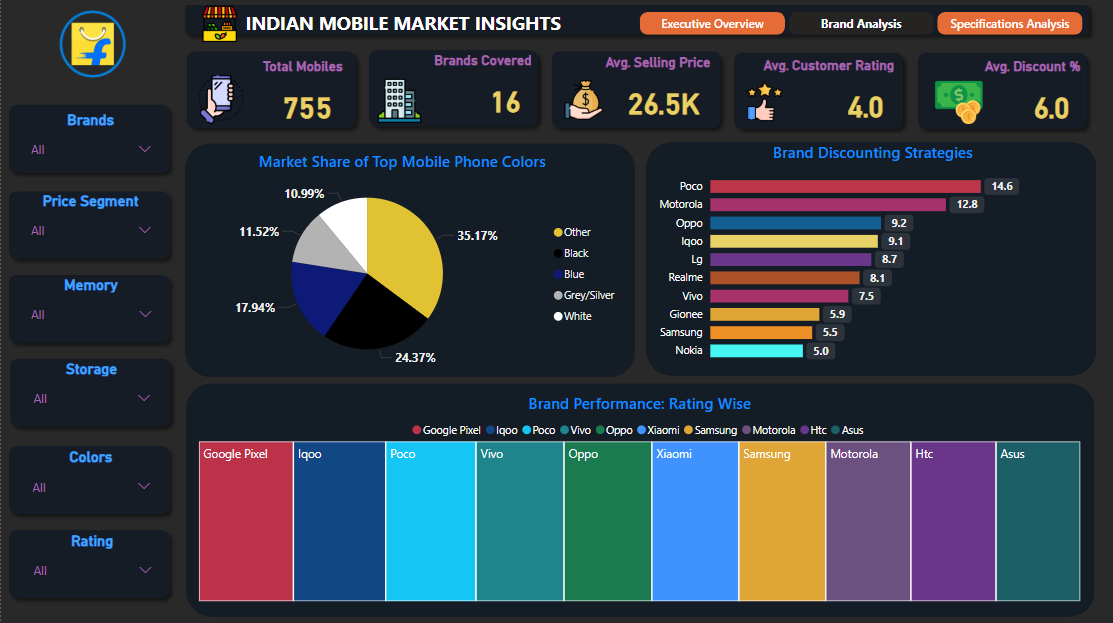 INDIAN MOBILE MARKET INSIGHTS
Executive Overview
Brand Analysis
Specifications Analysis
Total Mobiles
755
Brands Covered
16
Avg. Selling Price
26.5K
Avg. Customer Rating
4.0
Avg. Discount %
6.0
Brands
All
Price Segment
All
Memory
All
Storage
All
Colors
All
Rating
All
Market Share of Top Mobile Phone Colors
10.99%
11.52%
17.94%
24.37%
35.17%
Other
Black
Blue
Grey/Silver
White
Brand Discounting Strategies
Poco 14.6
Motorola 12.8
Oppo 9.2
Iqoo 9.1
Lg 8.7
Realme 8.1
Vivo 7.5
Gionee 5.9
Samsung 5.5
Nokia 5.0
Brand Performance: Rating Wise
Google Pixel Iqoo Poco Vivo Oppo Xiaomi Samsung Motorola Htc Asus
Google Pixel Iqoo Poco Vivo Oppo Xiaomi Samsung Motorola Htc Asus